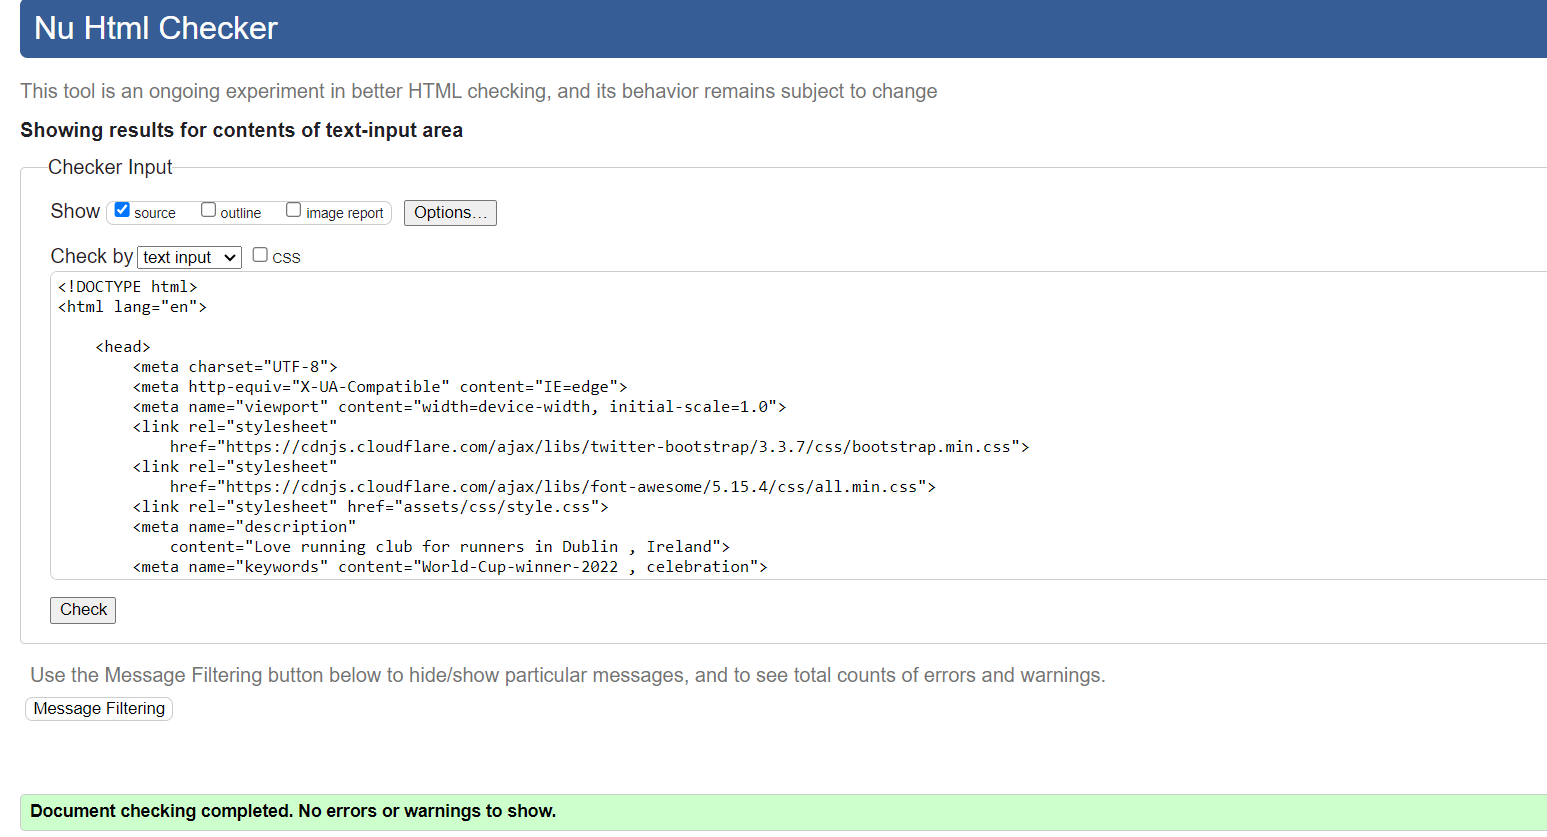 Nu Html Checker
This tool is an ongoing experiment in better HTML checking, and its behavior remains subject to change
Showing results for contents of text-input area
Checker Input
Show source outline image report Options...
Check by text input CSS
<!DOCTYPE html>
<html lang="en">
<head>
<meta charset="UTF-8">
<meta http-equiv="X-UA-Compatible" content="IE=edge">
<meta name="viewport" content="width=device-width, initial-scale=1.0">
<link rel="stylesheet"
href="https://cdnjs.cloudflare.com/ajax/libs/twitter-bootstrap/3.3.7/css/bootstrap.min.css">
<link rel="stylesheet"
href="https://cdnjs.cloudflare.com/ajax/libs/font-awesome/5.15.4/css/all.min.css">
<link rel="stylesheet" href="assets/css/style.css">
<meta name="description"
content="Love running club for runners in Dublin , Ireland">
<meta name="keywords" content="World-Cup-winner-2022 , celebration">
Check
Use the Message Filtering button below to hide/show particular messages, and to see total counts of errors and warnings.
Message Filtering
Document checking completed. No errors or warnings to show.